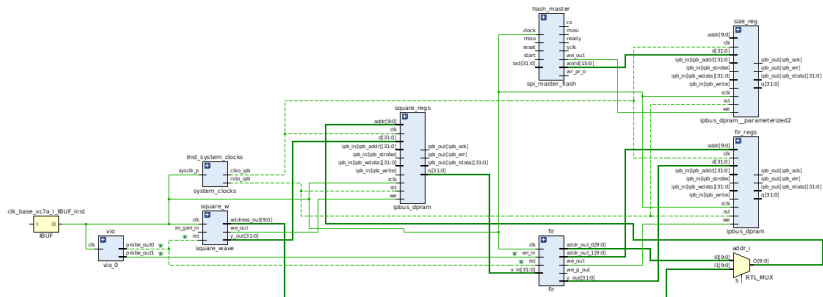 flash_master
clock
miso
reset
start
txd[31:0]
cs
mosi
ready
sclk
we_out
word[15:0]
wr_pr_o
spi_master_flash
size_reg
addr[9:0]
clk
d[31:0]
ipb_in[ipb_addr][31:0]
ipb_in[ipb_strobe]
ipb_in[ipb_wdata][31:0]
ipb_in[ipb_write]
rclk
rst
we
ipb_out[ipb_ack]
ipb_out[ipb_err]
ipb_out[ipb_rdata][31:0]
q[31:0]
ipbus_dpram__parameterized2
square_regs
addr[9:0]
clk
d[31:0]
ipb_in[ipb_addr][31:0]
ipb_in[ipb_strobe]
ipb_in[ipb_wdata][31:0]
ipb_in[ipb_write]
rclk
rst
we
ipb_out[ipb_ack]
ipb_out[ipb_err]
ipb_out[ipb_rdata][31:0]
q[31:0]
ipbus_dpram
fir_regs
addr[9:0]
clk
d[31:0]
ipb_in[ipb_addr][31:0]
ipb_in[ipb_strobe]
ipb_in[ipb_wdata][31:0]
ipb_in[ipb_write]
rclk
rst
we
ipb_out[ipb_ack]
ipb_out[ipb_err]
ipb_out[ipb_rdata][31:0]
q[31:0]
ipbus_dpram
Inst_system_clocks
sysclk_p
clko_ipb
rsto_ipb
system_clocks
clk_base_xc7a_i_IBUF_inst
I
O
IBUF
vio
clk
probe_out0
probe_out1
vio_0
square_w
clk
en_gen_in
rst
address_out[9:0]
we_out
y_out[31:0]
square_wave
fir
clk
en_in
rst
x_in[31:0]
addr_out_0[9:0]
addr_out_1[9:0]
we_out
we_p_out
y_out[31:0]
fir
addr_i
I0[9:0]
I1[9:0]
O[9:0]
S
RTL_MUX